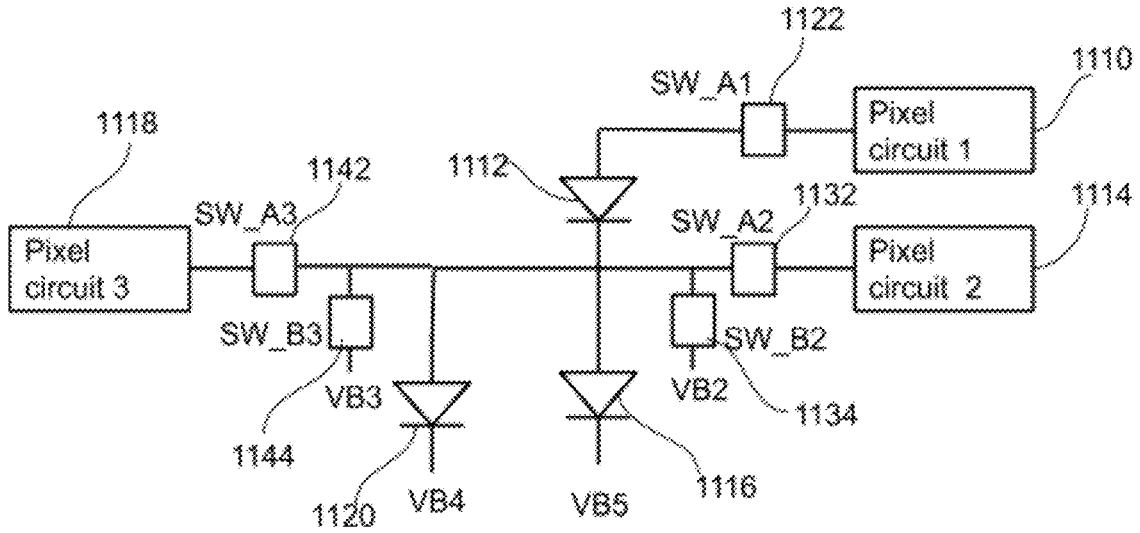 1122
1110
SW_A1
Pixel
circuit 1
1118
1142
1112
1132
1114
SW_A3
SW_A2
Pixel
circuit 3
Pixel
circuit 2
SW_B3
SW_B2
VB3
VB2
1134
1144
1116
1120
VB4
VB5